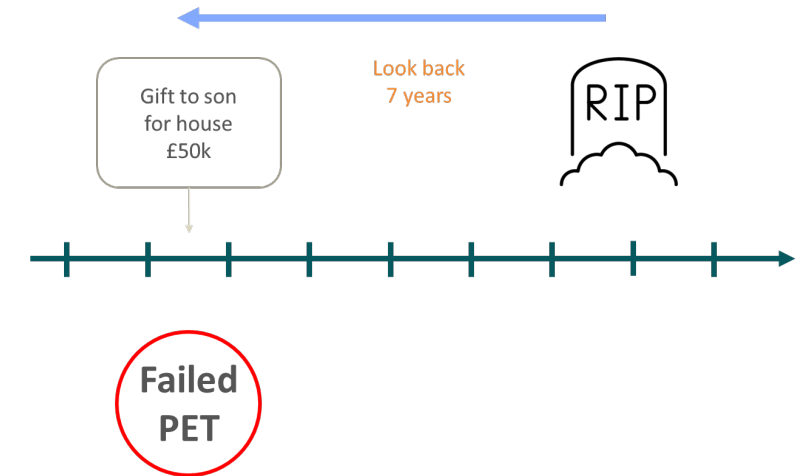 Gift to son
for house
£50k
Look back
7 years
RIP
Failed
PET